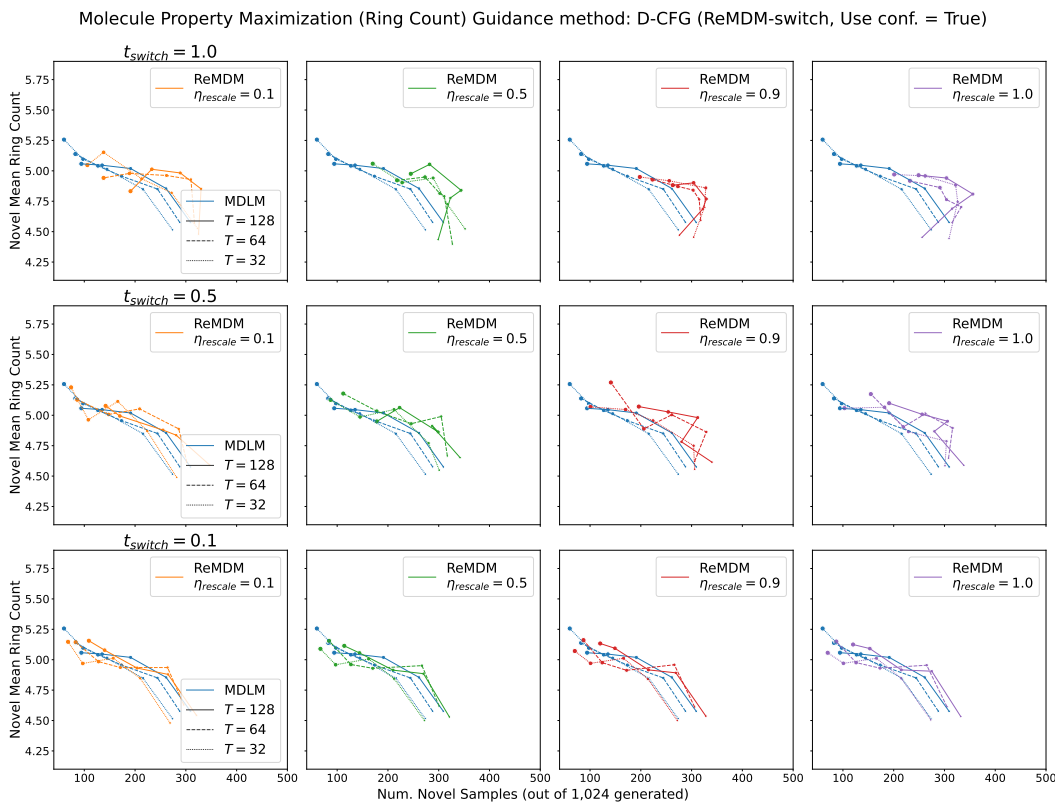 Molecule Property Maximization (Ring Count) Guidance method: D-CFG (ReMDM-switch, Use conf. = True)
t_switch = 1.0
Novel Mean Ring Count
5.75
5.50
5.25
5.00
4.75
4.50
4.25
ReMDM
η_rescale = 0.1
MDLM
T = 128
T = 64
T = 32
ReMDM
η_rescale = 0.5
ReMDM
η_rescale = 0.9
ReMDM
η_rescale = 1.0
t_switch = 0.5
Novel Mean Ring Count
5.75
5.50
5.25
5.00
4.75
4.50
4.25
ReMDM
η_rescale = 0.1
MDLM
T = 128
T = 64
T = 32
ReMDM
η_rescale = 0.5
ReMDM
η_rescale = 0.9
ReMDM
η_rescale = 1.0
t_switch = 0.1
Novel Mean Ring Count
5.75
5.50
5.25
5.00
4.75
4.50
4.25
ReMDM
η_rescale = 0.1
MDLM
T = 128
T = 64
T = 32
ReMDM
η_rescale = 0.5
ReMDM
η_rescale = 0.9
ReMDM
η_rescale = 1.0
100 200 300 400 500 100 200 300 400 500 100 200 300 400 500 100 200 300 400 500
Num. Novel Samples (out of 1,024 generated)